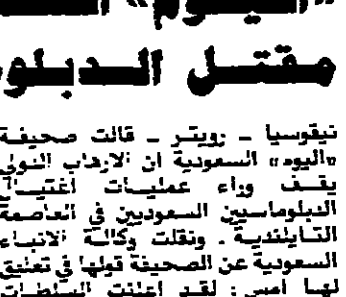 «اليوم»
مقتل الدبلو
نيقوسيا ـ رويتر ـ قالت صحيفة
«اليوم» السعودية ان الارهاب الدولي
يقف وراء عمليات اغتيال
الدبلوماسيين السعوديين في العاصمة
التايلندية . ونقلت وكالة الانباء
السعودية عن الصحيفة قولها في تعليق
لها امس : لقد اعلنت السلطات